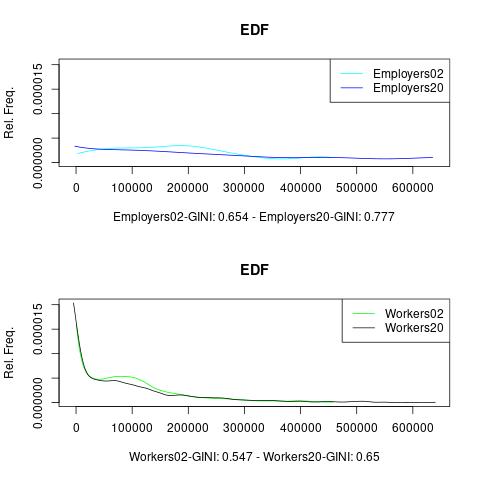 EDF
Rel. Freq.
0.000015
0.000000
Employers02
Employers20
0 100000 200000 300000 400000 500000 600000
Employers02-GINI: 0.654 - Employers20-GINI: 0.777
EDF
Rel. Freq.
0.000015
0.000000
Workers02
Workers20
0 100000 200000 300000 400000 500000 600000
Workers02-GINI: 0.547 - Workers20-GINI: 0.65